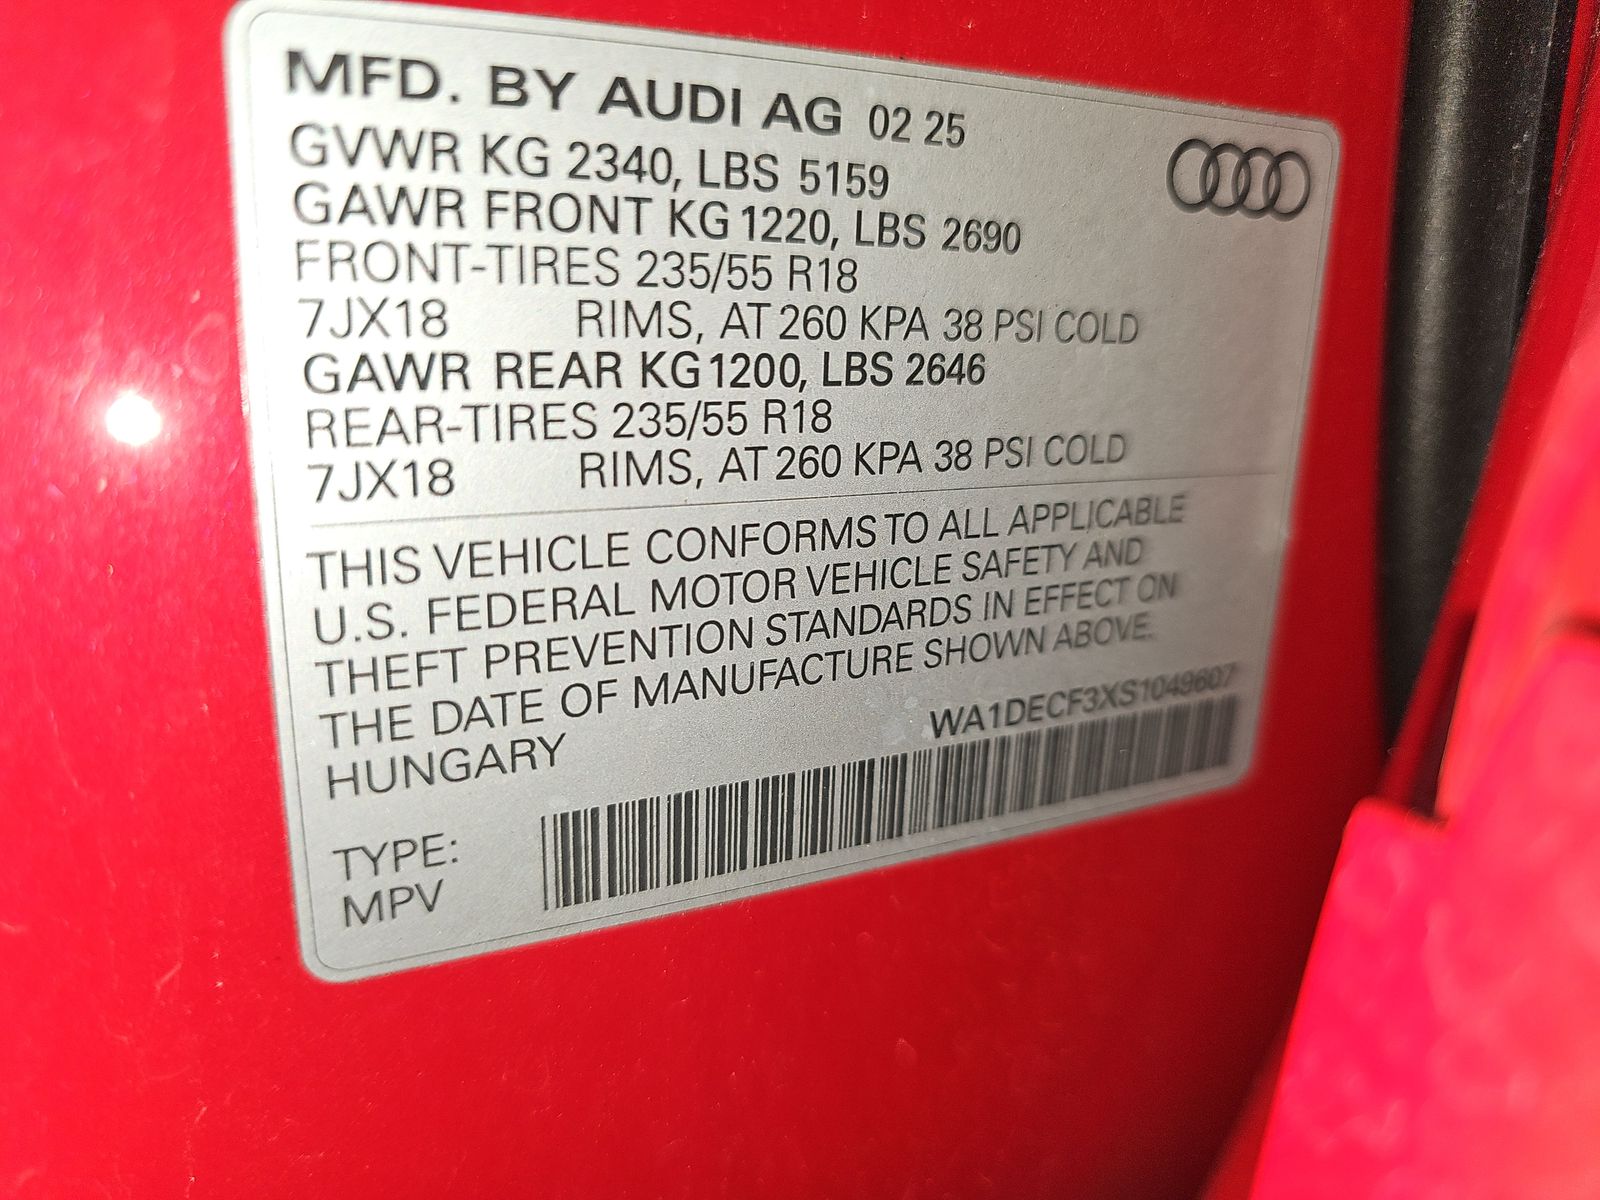 MFD. BY AUDI AG 02 25
GVWR KG 2340, LBS 5159
GAWR FRONT KG 1220, LBS 2690
FRONT-TIRES 235/55 R18
7JX18 RIMS, AT 260 KPA 38 PSI COLD
GAWR REAR KG 1200, LBS 2646
REAR-TIRES 235/55 R18
7JX18 RIMS, AT 260 KPA 38 PSI COLD
THIS VEHICLE CONFORMS TO ALL APPLICABLE
U.S. FEDERAL MOTOR VEHICLE SAFETY AND
THEFT PREVENTION STANDARDS IN EFFECT ON
THE DATE OF MANUFACTURE SHOWN ABOVE.
HUNGARY WA1DECF3XS1049607
TYPE:
MPV